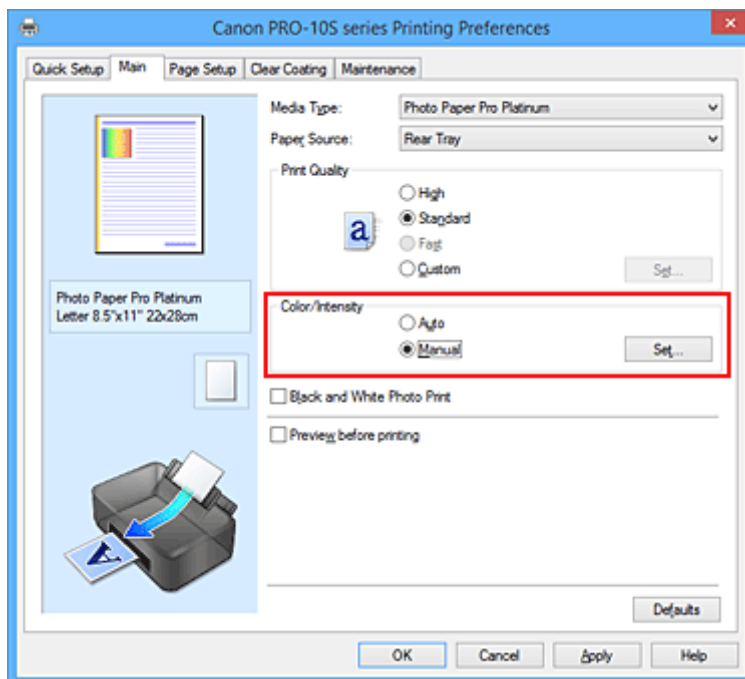 Canon PRO-10S series Printing Preferences
Quick Setup Main Page Setup Clear Coating Maintenance
Media Type: Photo Paper Pro Platinum
Paper Source: Rear Tray
Print Quality
High
Standard
Fast
Custom Set...
Photo Paper Pro Platinum
Letter 8.5"x11" 22x28cm
Color/Intensity
Auto
Manual Set...
Black and White Photo Print
Preview before printing
Defaults
OK Cancel Apply Help